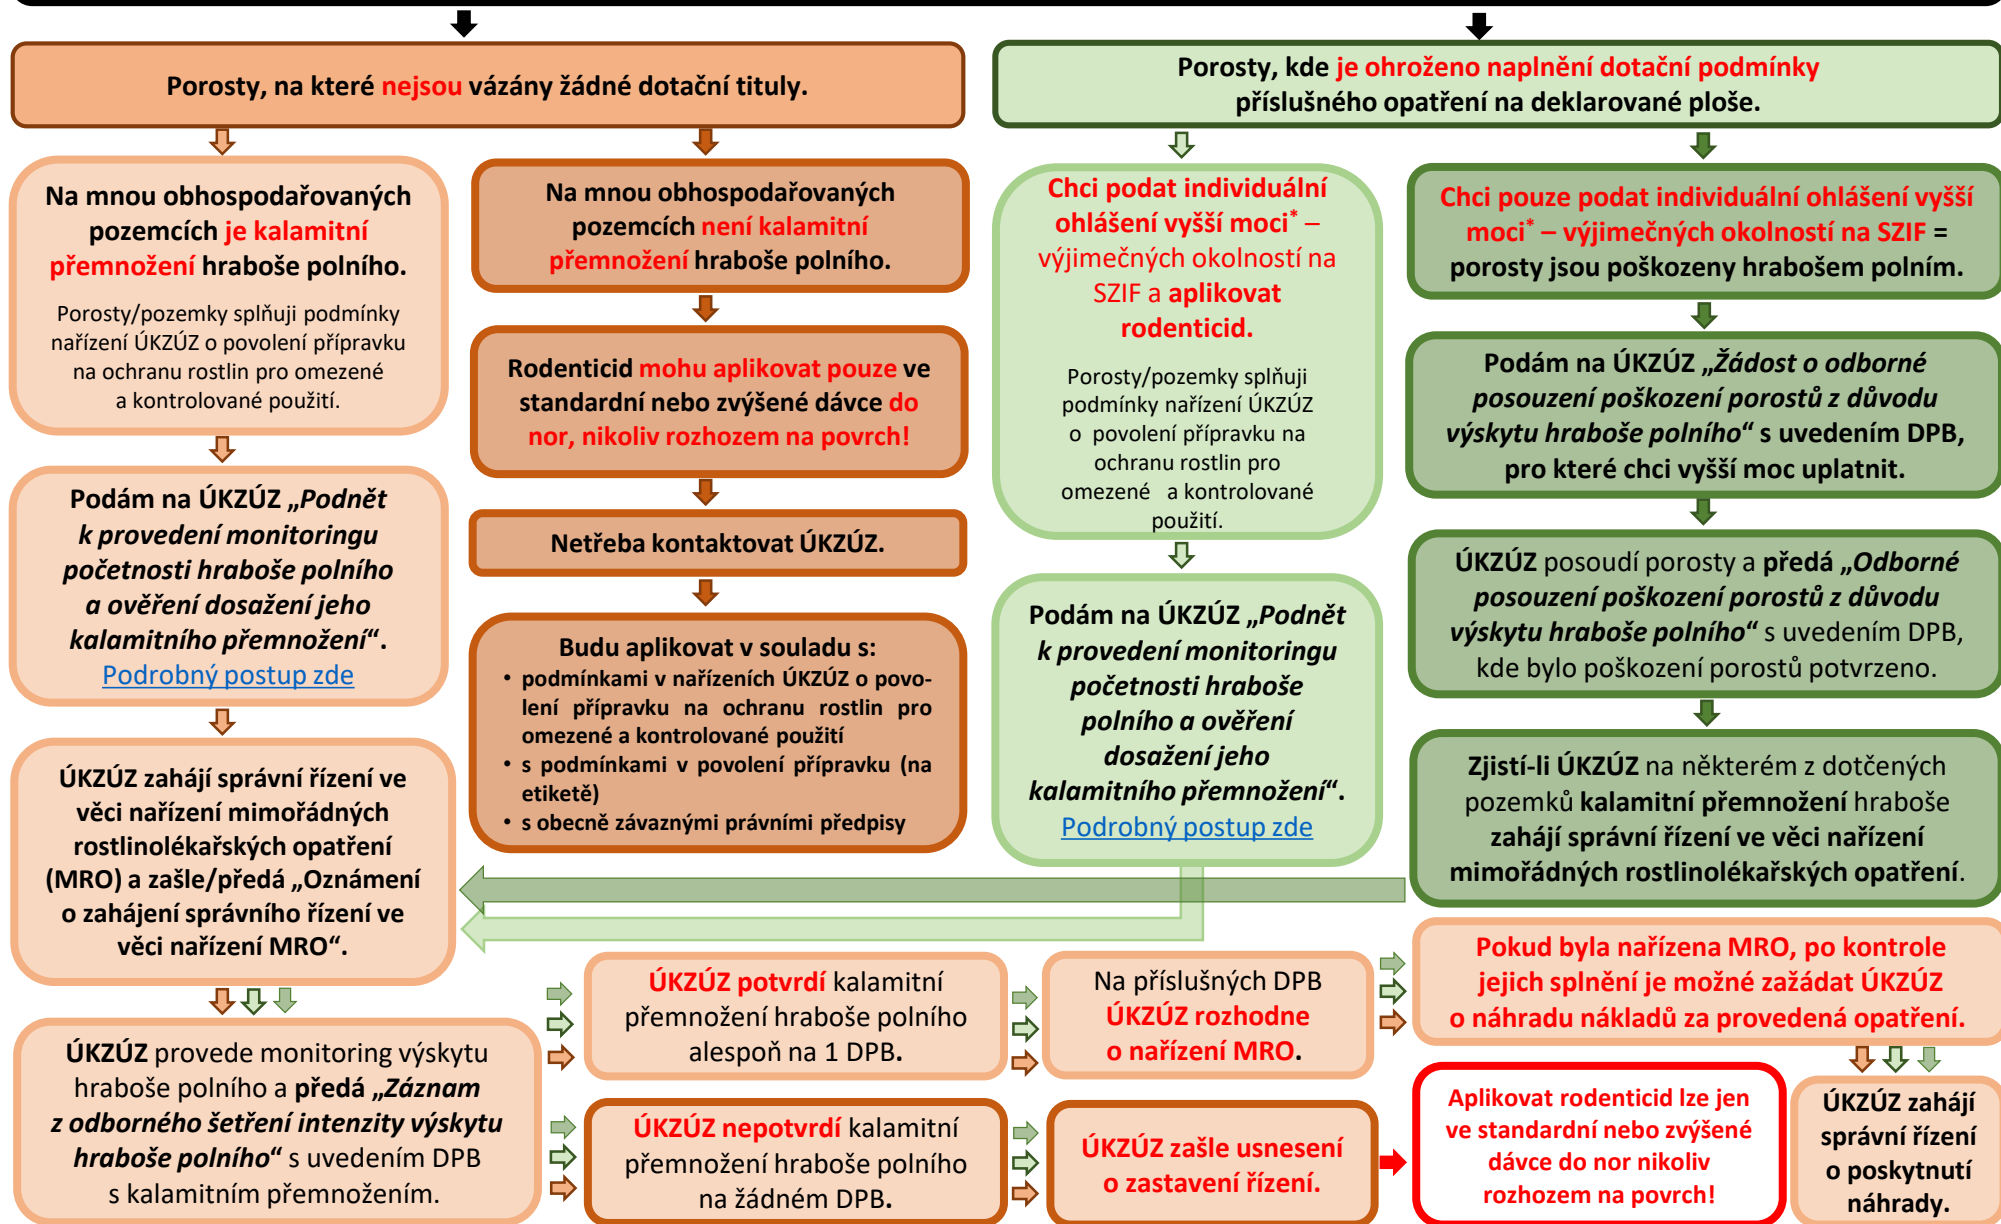 Porosty, na které nejsou vázány žádné dotační tituly.
Porosty, kde je ohroženo naplnění dotační podmínky
příslušného opatření na deklarované ploše.
Na mnou obhospodařovaných
pozemcích je kalamitní
přemnožení hraboše polního.
Porosty/pozemky splňuji podmínky
nařízení ÚKZÚZ o povolení přípravku
na ochranu rostlin pro omezené
a kontrolované použití.
Podám na ÚKZÚZ „Podnět
k provedení monitoringu
početnosti hraboše polního
a ověření dosažení jeho
kalamitního přemnožení“.
Podrobný postup zde
ÚKZÚZ zahájí správní řízení ve
věci nařízení mimořádných
rostlinolékařských opatření
(MRO) a zašle/předá „Oznámení
o zahájení správního řízení ve
věci nařízení MRO“.
Na mnou obhospodařovaných
pozemcích není kalamitní
přemnožení hraboše polního.
Rodenticid mohu aplikovat pouze ve
standardní nebo zvýšené dávce do
nor, nikoliv rozhozem na povrch!
Netřeba kontaktovat ÚKZÚZ.
Budu aplikovat v souladu s:
• podmínkami v nařízeních ÚKZÚZ o povo-
lení přípravku na ochranu rostlin pro
omezené a kontrolované použití
• s podmínkami v povolení přípravku (na
etiketě)
• s obecně závaznými právními předpisy
Chci podat individuální
ohlášení vyšší moci* –
výjimečných okolností na
SZIF a aplikovat
rodenticid.
Porosty/pozemky splňuji
podmínky nařízení ÚKZÚZ
o povolení přípravku na
ochranu rostlin pro
omezené a kontrolované
použití.
Podám na ÚKZÚZ „Podnět
k provedení monitoringu
početnosti hraboše
polního a ověření
dosažení jeho
kalamitního přemnožení“.
Podrobný postup zde
Chci pouze podat individuální ohlášení vyšší
moci* – výjimečných okolností na SZIF =
porosty jsou poškozeny hrabošem polním.
Podám na ÚKZÚZ „Žádost o odborné
posouzení poškození porostů z důvodu
výskytu hraboše polního“ s uvedením DPB,
pro které chci vyšší moc uplatnit.
ÚKZÚZ posoudí porosty a předá „Odborné
posouzení poškození porostů z důvodu
výskytu hraboše polního“ s uvedením DPB,
kde bylo poškození porostů potvrzeno.
Zjistí-li ÚKZÚZ na některém z dotčených
pozemků kalamitní přemnožení hraboše
zahájí správní řízení ve věci nařízení
mimořádných rostlinolékařských opatření.
ÚKZÚZ provede monitoring výskytu
hraboše polního a předá „Záznam
z odborného šetření intenzity výskytu
hraboše polního“ s uvedením DPB
s kalamitním přemnožením.
ÚKZÚZ potvrdí kalamitní
přemnožení hraboše polního
alespoň na 1 DPB.
Na příslušných DPB
ÚKZÚZ rozhodne
o nařízení MRO.
Pokud byla nařízena MRO, po kontrole
jejich splnění je možné zažádat ÚKZÚZ
o náhradu nákladů za provedená opatření.
ÚKZÚZ nepotvrdí kalamitní
přemnožení hraboše polního
na žádném DPB.
ÚKZÚZ zašle usnesení
o zastavení řízení.
Aplikovat rodenticid lze jen
ve standardní nebo zvýšené
dávce do nor nikoliv
rozhozem na povrch!
ÚKZÚZ zahájí
správní řízení
o poskytnutí
náhrady.